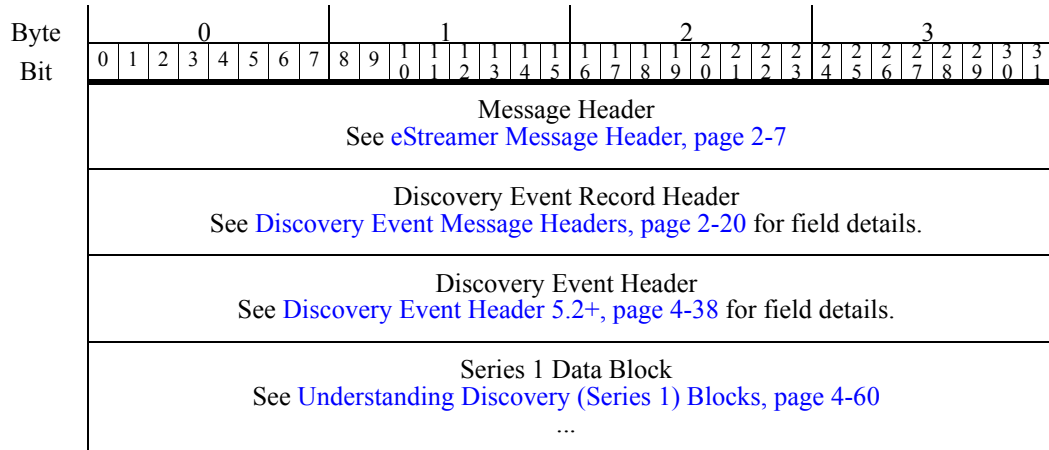 Byte 0 1 2 3
Bit 0 1 2 3 4 5 6 7 8 9 10 11 12 13 14 15 16 17 18 19 20 21 22 23 24 25 26 27 28 29 30 31
Message Header
See eStreamer Message Header, page 2-7
Discovery Event Record Header
See Discovery Event Message Headers, page 2-20 for field details.
Discovery Event Header
See Discovery Event Header 5.2+, page 4-38 for field details.
Series 1 Data Block
See Understanding Discovery (Series 1) Blocks, page 4-60
...